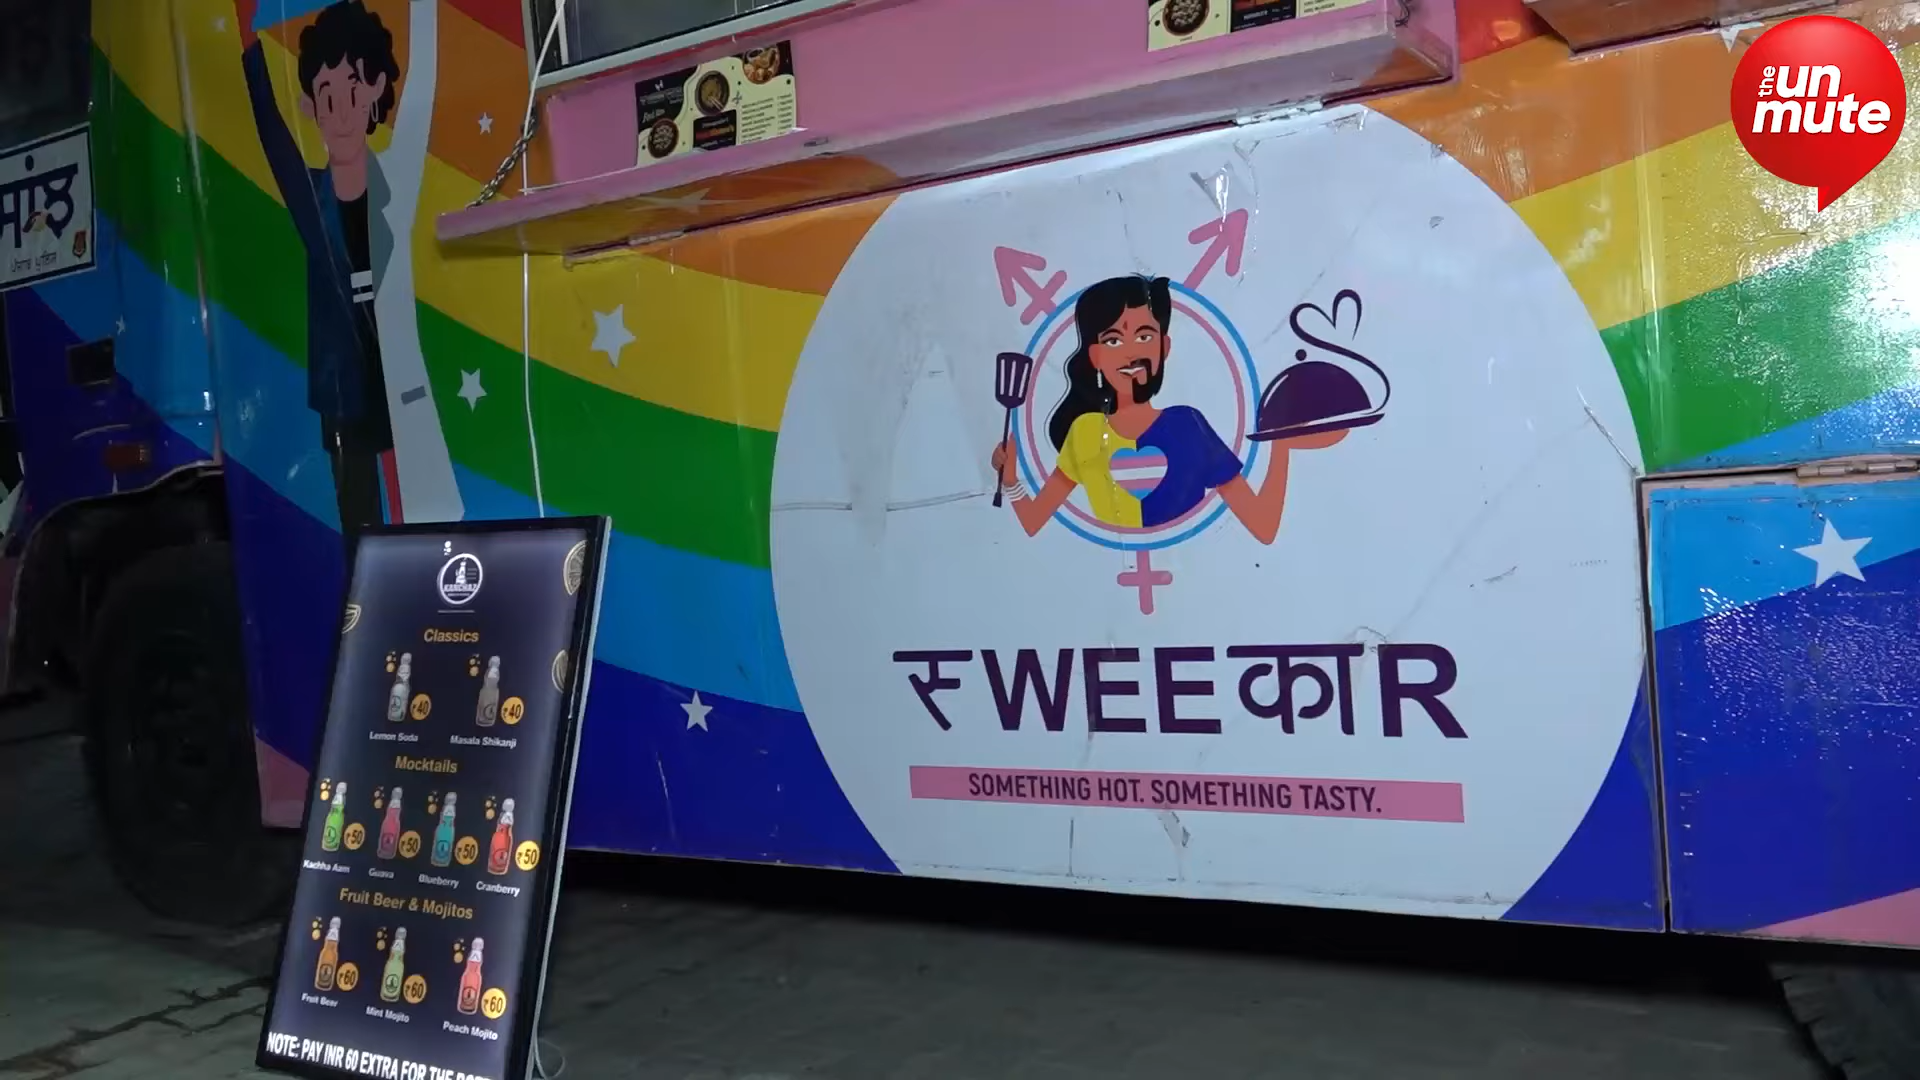 the
un
mute
ਸਾਂਝ
ਪੰਜਾਬ ਪੁਲਿਸ
स्WEEकाR
SOMETHING HOT. SOMETHING TASTY.
KANCHAZ
Classics
₹40
₹40
Lemon Soda
Masala Shikanji
Mocktails
₹50
₹50
₹50
₹50
Kachha Aam
Guava
Blueberry
Cranberry
Fruit Beer & Mojitos
₹60
₹60
₹60
Fruit Beer
Mint Mojito
Peach Mojito
NOTE: PAY INR 60 EXTRA FOR THE